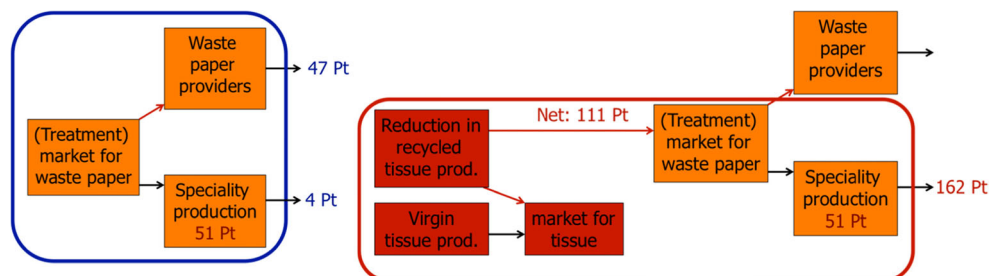 Waste
paper
providers
47 Pt
(Treatment)
market for
waste paper
Speciality
production
51 Pt
4 Pt
Waste
paper
providers
Reduction in
recycled
tissue prod.
Net: 111 Pt
(Treatment)
market for
waste paper
Virgin
tissue prod.
market for
tissue
Speciality
production
51 Pt
162 Pt